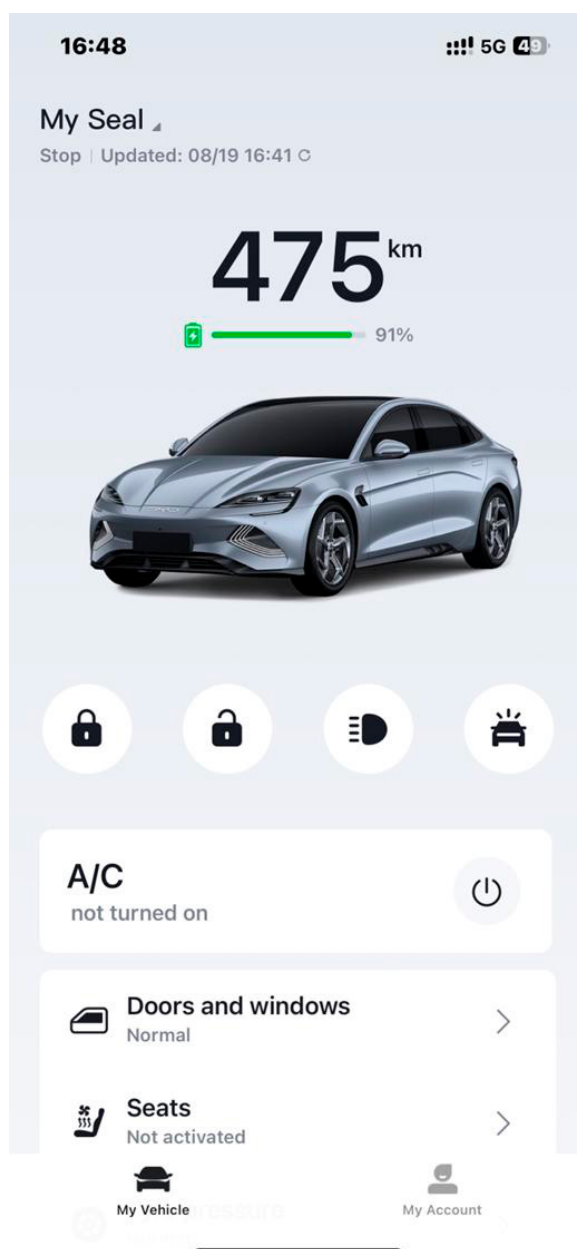 16:48
5G 49
My Seal
Stop | Updated: 08/19 16:41
475 km
91%
A/C
not turned on
Doors and windows
Normal
Seats
Not activated
My Vehicle
My Account